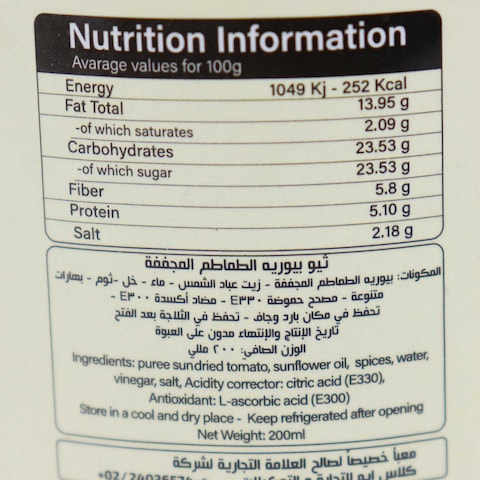 Nutrition Information
Avarage values for 100g
Energy 1049 Kj - 252 Kcal
Fat Total 13.95 g
-of which saturates 2.09 g
Carbohydrates 23.53 g
-of which sugar 23.53 g
Fiber 5.8 g
Protein 5.10 g
Salt 2.18 g
ثيو بيوريه الطماطم المجففة
المكونات: بيوريه الطماطم المجففة - زيت عباد الشمس - ماء - خل -ثوم - بهارات
متنوعة - مصحح حموضة E٣٣٠ - مضاد أكسدة E٣٠٠ -
تحفظ في مكان بارد وجاف - تحفظ في الثلاجة بعد الفتح
تاريخ الإنتاج والإنتهاء مدون على العبوة
الوزن الصافي: ٢٠٠ مللي
Ingredients: puree sundried tomato, sunflower oil, spices, water,
vinegar, salt, Acidity corrector: citric acid (E330),
Antioxidant: L-ascorbic acid (E300)
Store in a cool and dry place - Keep refrigerated after opening
Net Weight: 200ml
معبأ خصيصاً لصالح العلامة التجارية لشركة